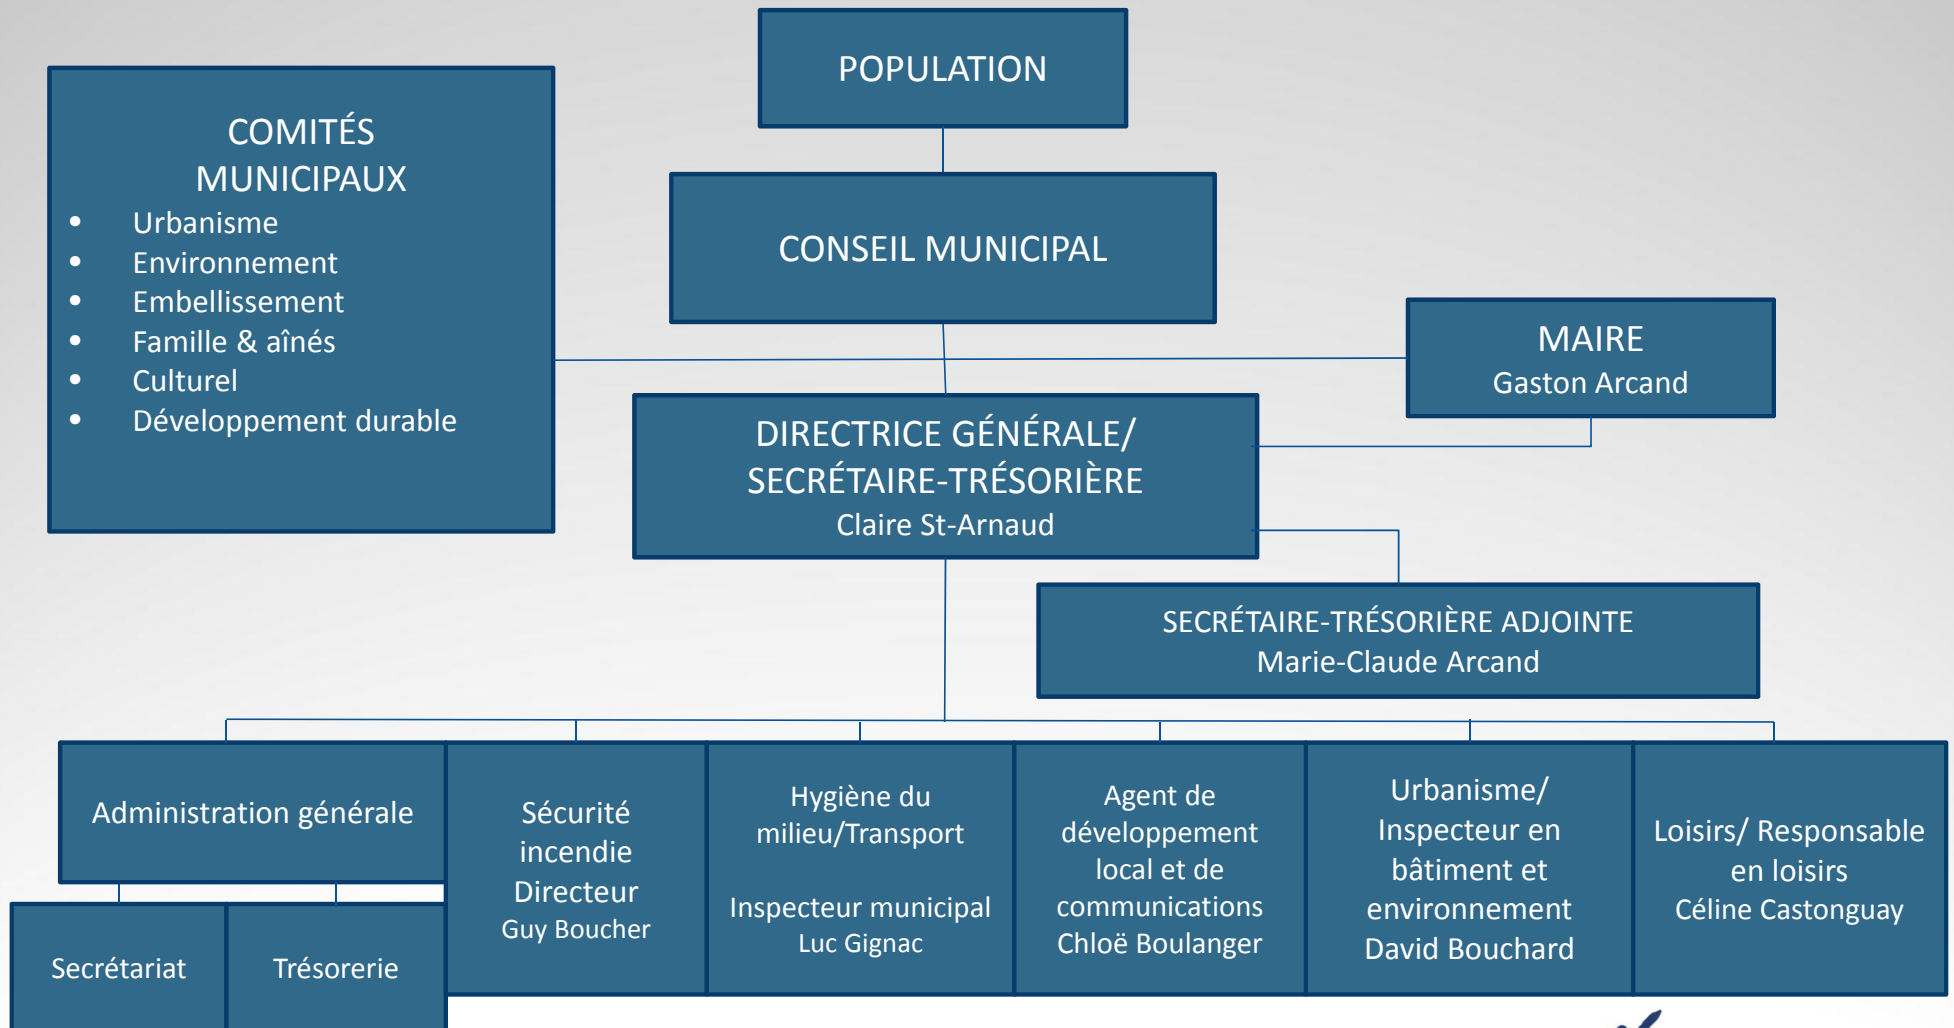 POPULATION
COMITÉS
MUNICIPAUX
• Urbanisme
• Environnement
• Embellissement
• Famille & aînés
• Culturel
• Développement durable
CONSEIL MUNICIPAL
MAIRE
Gaston Arcand
DIRECTRICE GÉNÉRALE/
SECRÉTAIRE-TRÉSORIÈRE
Claire St-Arnaud
SECRÉTAIRE-TRÉSORIÈRE ADJOINTE
Marie-Claude Arcand
Administration générale
Secrétariat
Trésorerie
Sécurité
incendie
Directeur
Guy Boucher
Hygiène du
milieu/Transport
Inspecteur municipal
Luc Gignac
Agent de
développement
local et de
communications
Chloë Boulanger
Urbanisme/
Inspecteur en
bâtiment et
environnement
David Bouchard
Loisirs/ Responsable
en loisirs
Céline Castonguay